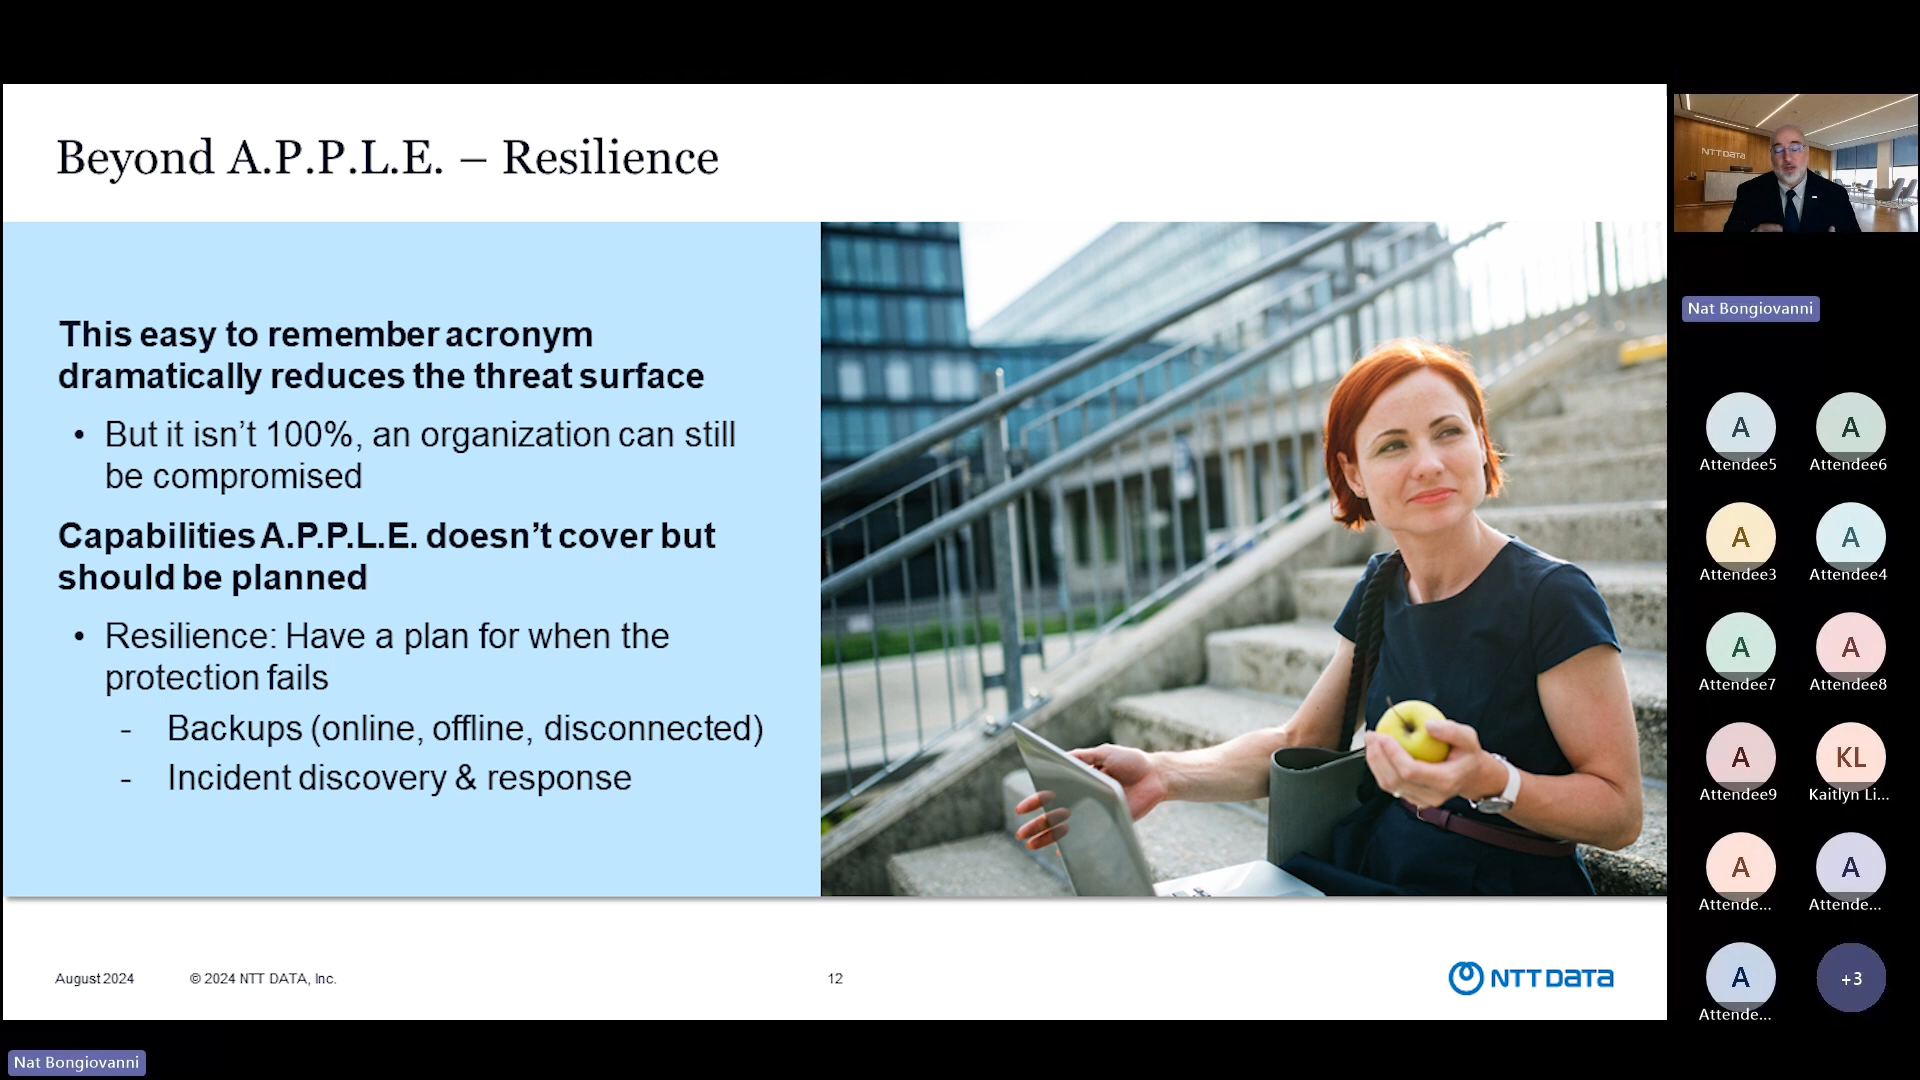 Beyond A.P.P.L.E. – Resilience
This easy to remember acronym
dramatically reduces the threat surface
• But it isn’t 100%, an organization can still
be compromised
Capabilities A.P.P.L.E. doesn’t cover but
should be planned
• Resilience: Have a plan for when the
protection fails
- Backups (online, offline, disconnected)
- Incident discovery & response
August 2024
© 2024 NTT DATA, Inc.
12
NTT DATA
NTT DATA
Nat Bongiovanni
A
Attendee5
A
Attendee6
A
Attendee3
A
Attendee4
A
Attendee7
A
Attendee8
A
Attendee9
KL
Kaitlyn Li...
A
Attende...
A
Attende...
A
Attende...
+3
Nat Bongiovanni